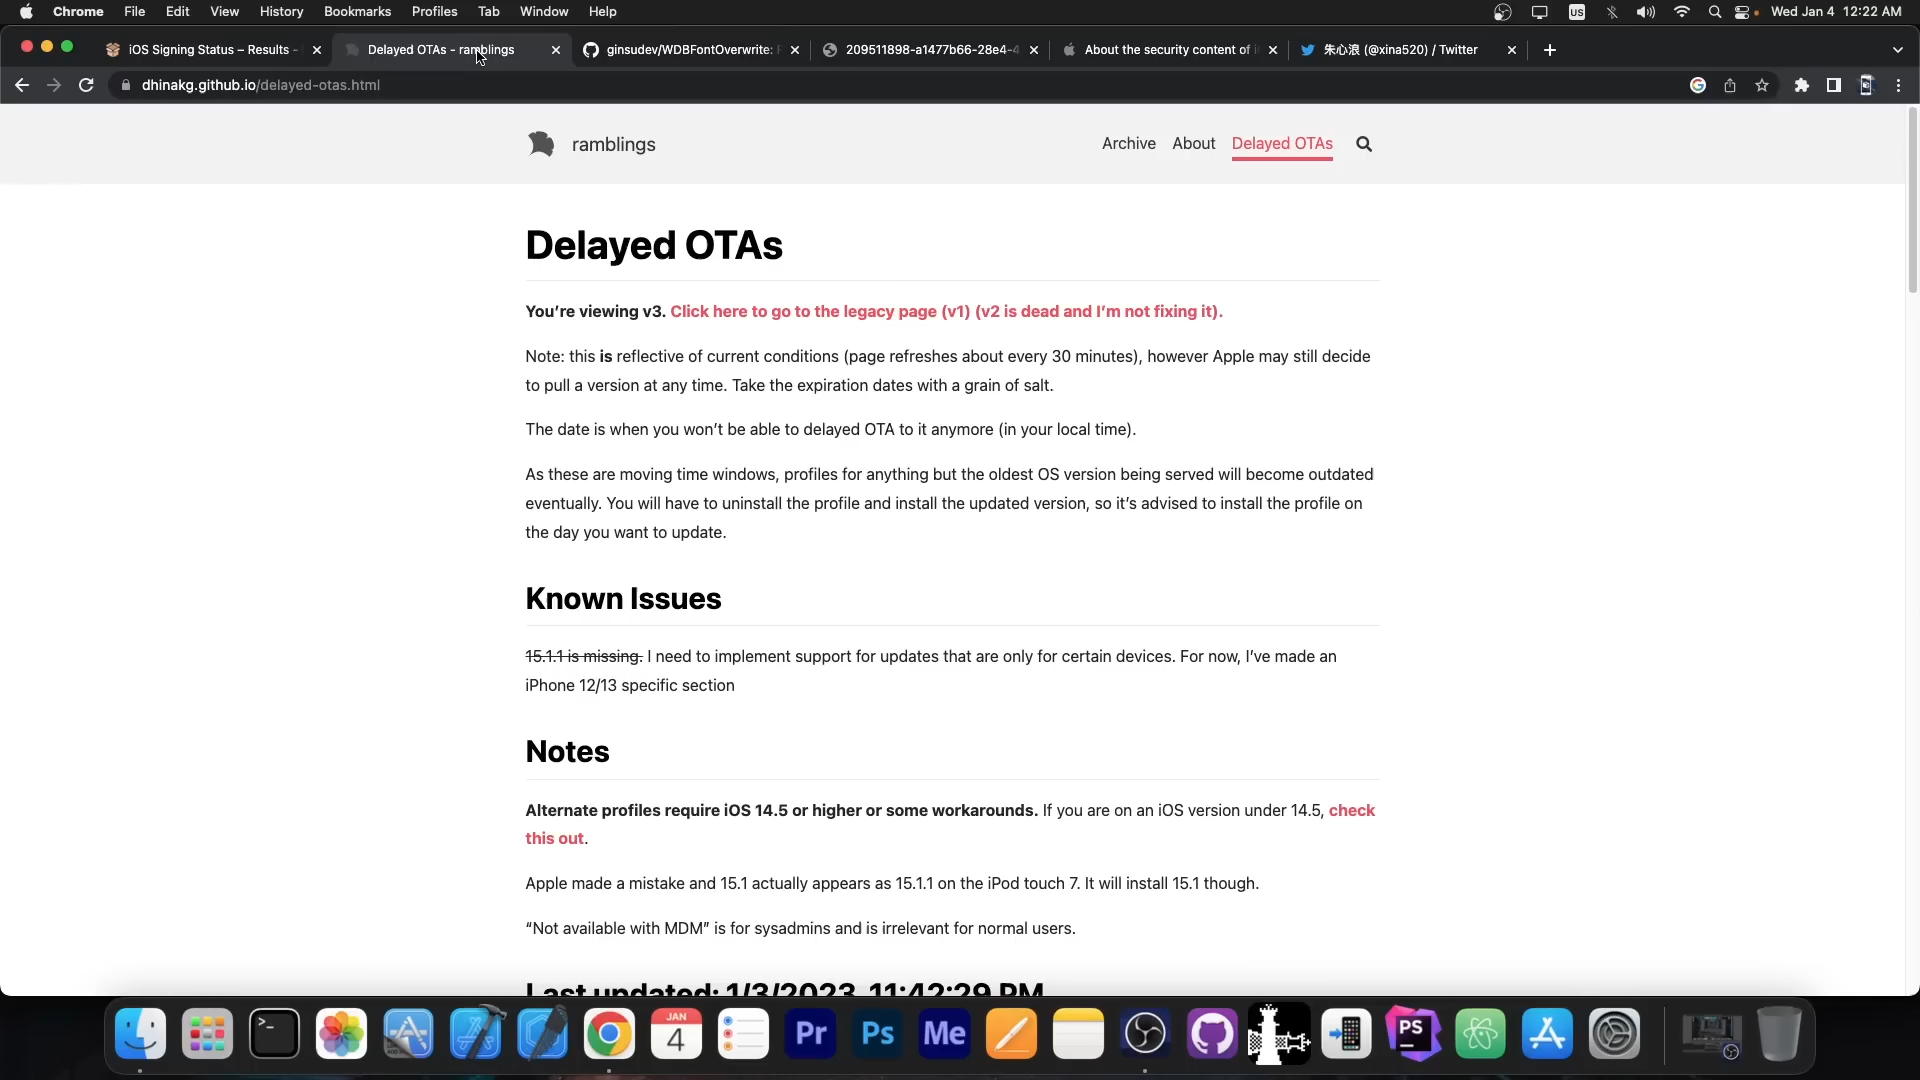 Chrome File Edit View History Bookmarks Profiles Tab Window Help US Wed Jan 4 12:22 AM
iOS Signing Status – Results - Delayed OTAs - ramblings ginsudev/WDBFontOverwrite: 209511898-a1477b66-28e4-4 About the security content of 朱心浪 (@xina520) / Twitter
dhinakg.github.io/delayed-otas.html
ramblings Archive About Delayed OTAs
Delayed OTAs
You’re viewing v3. Click here to go to the legacy page (v1) (v2 is dead and I’m not fixing it).
Note: this is reflective of current conditions (page refreshes about every 30 minutes), however Apple may still decide
to pull a version at any time. Take the expiration dates with a grain of salt.
The date is when you won’t be able to delayed OTA to it anymore (in your local time).
As these are moving time windows, profiles for anything but the oldest OS version being served will become outdated
eventually. You will have to uninstall the profile and install the updated version, so it’s advised to install the profile on
the day you want to update.
Known Issues
15.1.1 is missing. I need to implement support for updates that are only for certain devices. For now, I’ve made an
iPhone 12/13 specific section
Notes
Alternate profiles require iOS 14.5 or higher or some workarounds. If you are on an iOS version under 14.5, check
this out.
Apple made a mistake and 15.1 actually appears as 15.1.1 on the iPod touch 7. It will install 15.1 though.
“Not available with MDM” is for sysadmins and is irrelevant for normal users.
Last updated: 1/3/2023, 11:42:29 PM
JAN
4
Pr Ps Me PS